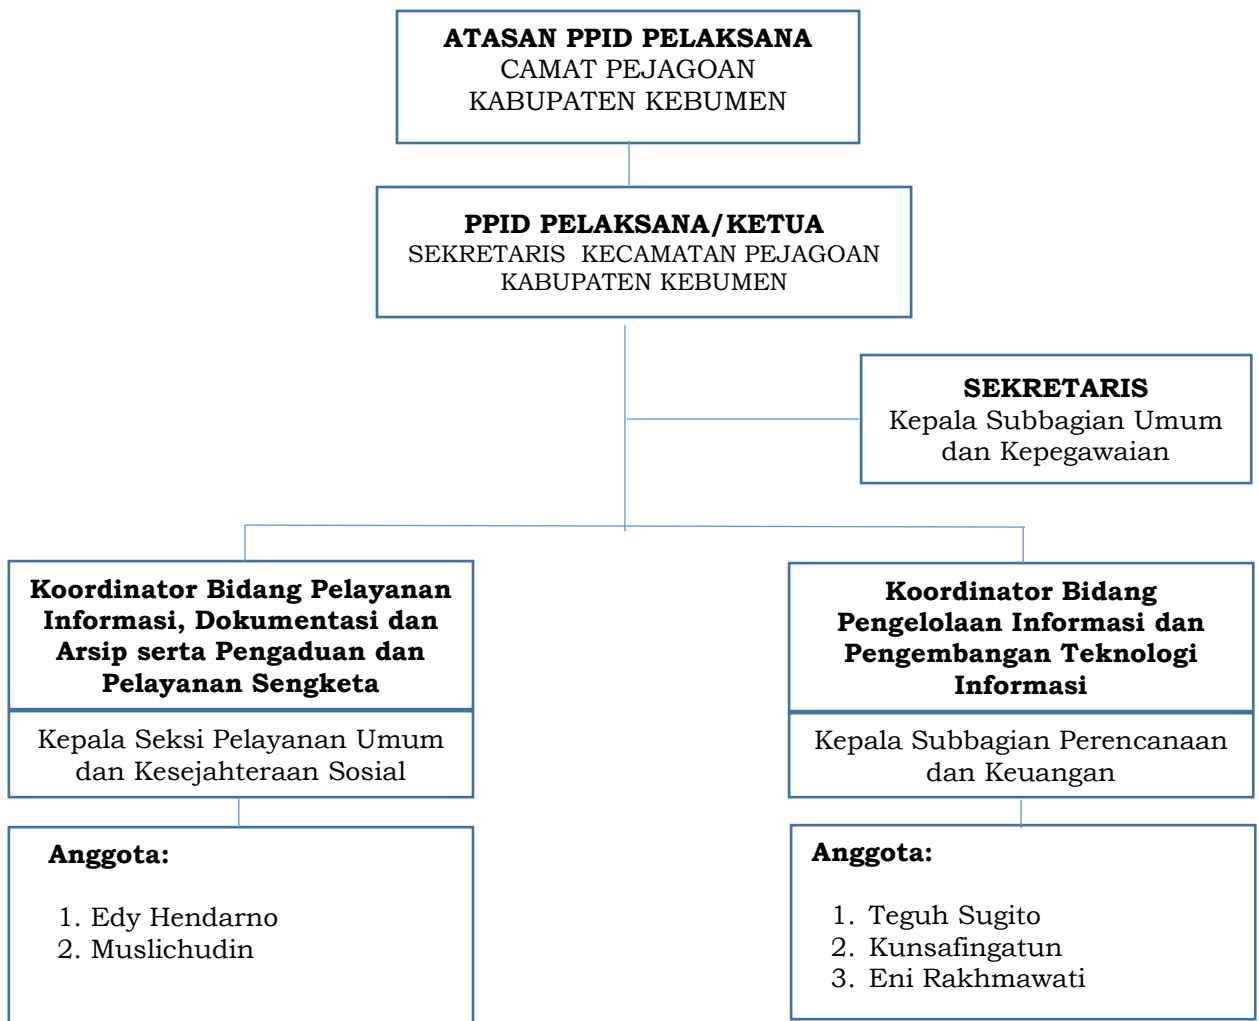 ATASAN PPID PELAKSANA
CAMAT PEJAGOAN
KABUPATEN KEBUMEN
PPID PELAKSANA/KETUA
SEKRETARIS KECAMATAN PEJAGOAN
KABUPATEN KEBUMEN
SEKRETARIS
Kepala Subbagian Umum
dan Kepegawaian
Koordinator Bidang Pelayanan
Informasi, Dokumentasi dan
Arsip serta Pengaduan dan
Pelayanan Sengketa
Kepala Seksi Pelayanan Umum
dan Kesejahteraan Sosial
Anggota:
1. Edy Hendarno
2. Muslichudin
Koordinator Bidang
Pengelolaan Informasi dan
Pengembangan Teknologi
Informasi
Kepala Subbagian Perencanaan
dan Keuangan
Anggota:
1. Teguh Sugito
2. Kunsafingatun
3. Eni Rakhmawati